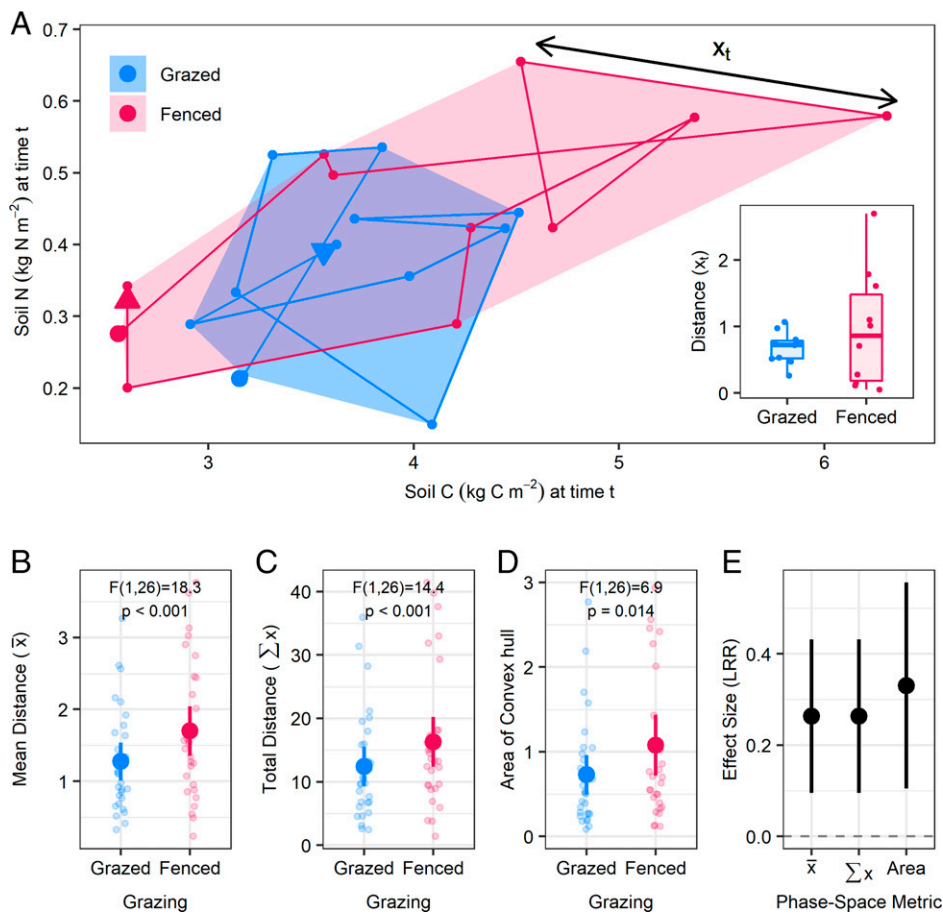 A
Grazed
Fenced
x_t
Soil N (kg N m⁻²) at time t
0.7
0.6
0.5
0.4
0.3
0.2
3
4
5
6
Soil C (kg C m⁻²) at time t
Distance (x_t)
2
1
0
Grazed Fenced
B
F(1,26)=18.3
p < 0.001
Mean Distance (x̄)
3
2
1
Grazed Fenced
Grazing
C
F(1,26)=14.4
p < 0.001
Total Distance (∑x)
40
30
20
10
0
Grazed Fenced
Grazing
D
F(1,26)=6.9
p = 0.014
Area of Convex hull
3
2
1
0
Grazed Fenced
Grazing
E
Effect Size (LRR)
0.4
0.2
0.0
x̄ ∑x Area
Phase-Space Metric